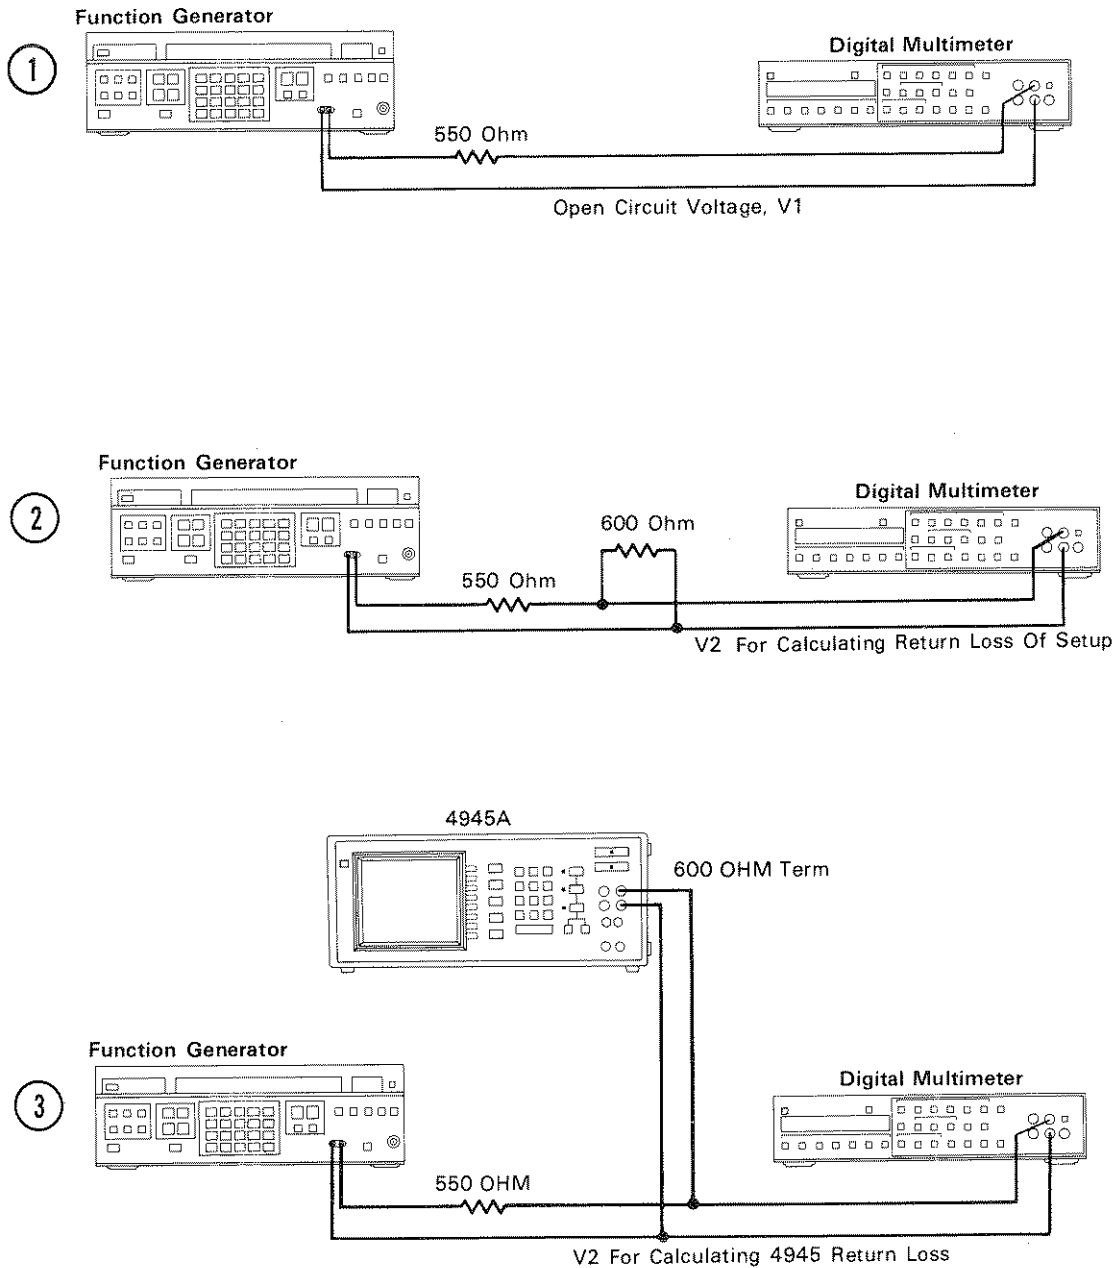 Function Generator
1
Digital Multimeter
550 Ohm
Open Circuit Voltage, V1
Function Generator
2
Digital Multimeter
600 Ohm
550 Ohm
V2 For Calculating Return Loss Of Setup
4945A
600 OHM Term
Function Generator
3
Digital Multimeter
550 OHM
V2 For Calculating 4945 Return Loss